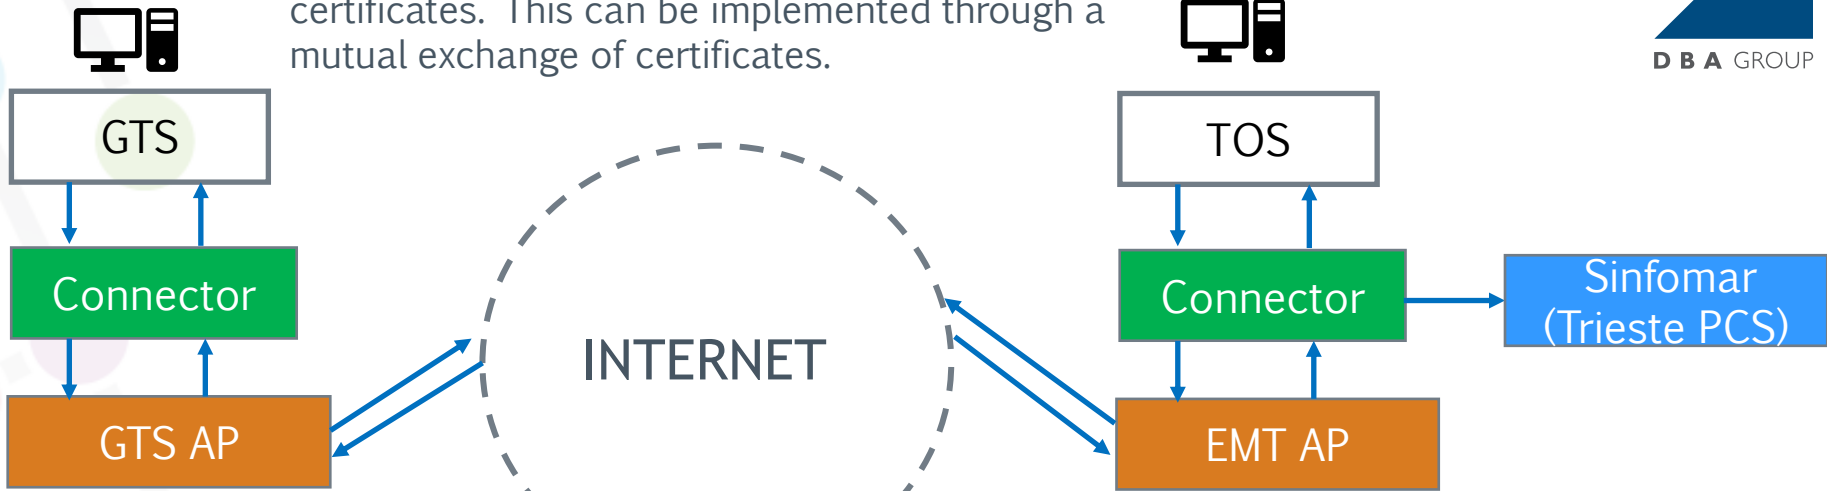 certificates. This can be implemented through a
mutual exchange of certificates.
DBA GROUP
GTS
TOS
Connector
Connector
Sinfomar
(Trieste PCS)
INTERNET
GTS AP
EMT AP